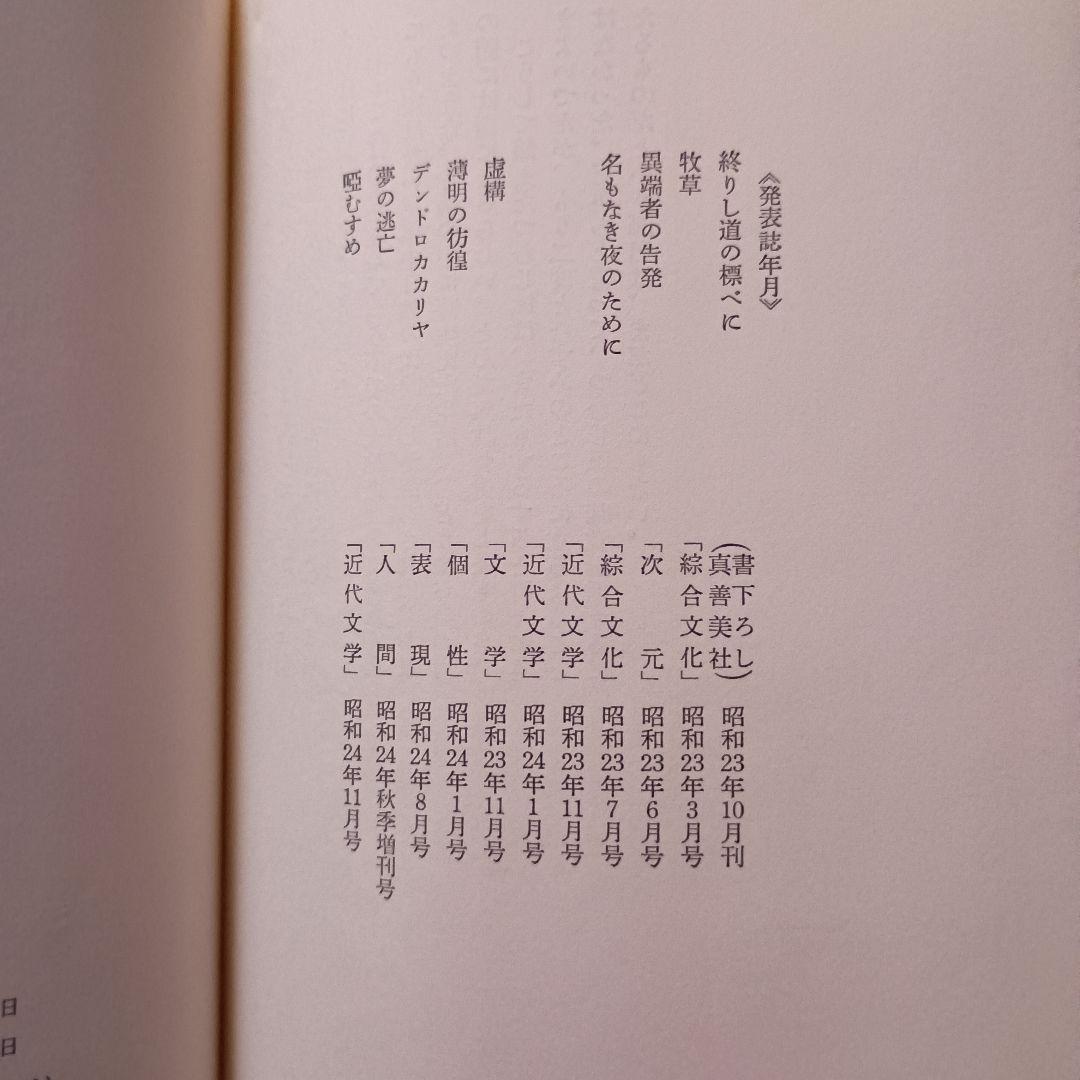 《発表誌年月》
終りし道の標べに （書下ろし 真善美社） 昭和23年10月刊
牧草 「綜合文化」 昭和23年3月号
異端者の告発 「次元」 昭和23年6月号
名もなき夜のために 「綜合文化」 昭和23年7月号
「近代文学」 昭和23年11月号
「近代文学」 昭和24年1月号
虚構 「文学」 昭和23年11月号
薄明の彷徨 「個性」 昭和24年1月号
デンドロカカリヤ 「表現」 昭和24年8月号
夢の逃亡 「人間」 昭和24年秋季増刊号
啞むすめ 「近代文学」 昭和24年11月号
日
日